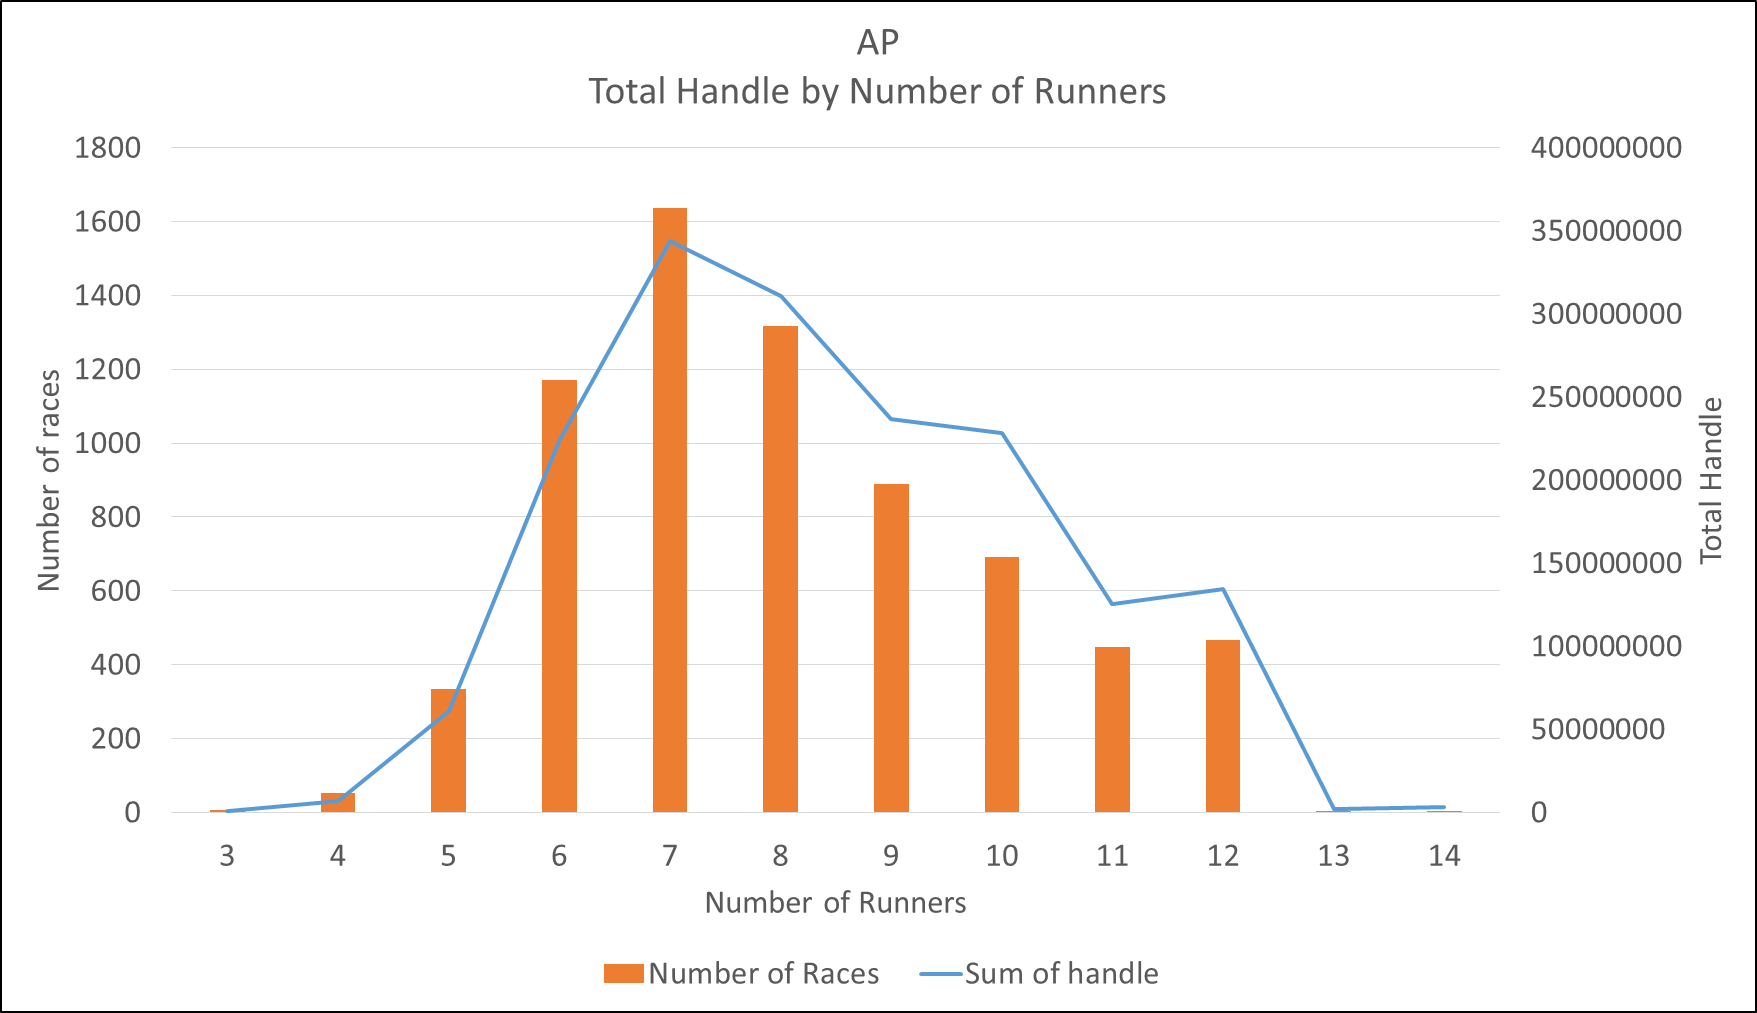 AP
Total Handle by Number of Runners
1800
1600
1400
1200
1000
800
600
400
200
0
Number of races
400000000
350000000
300000000
250000000
200000000
150000000
100000000
50000000
0
Total Handle
3 4 5 6 7 8 9 10 11 12 13 14
Number of Runners
Number of Races Sum of handle